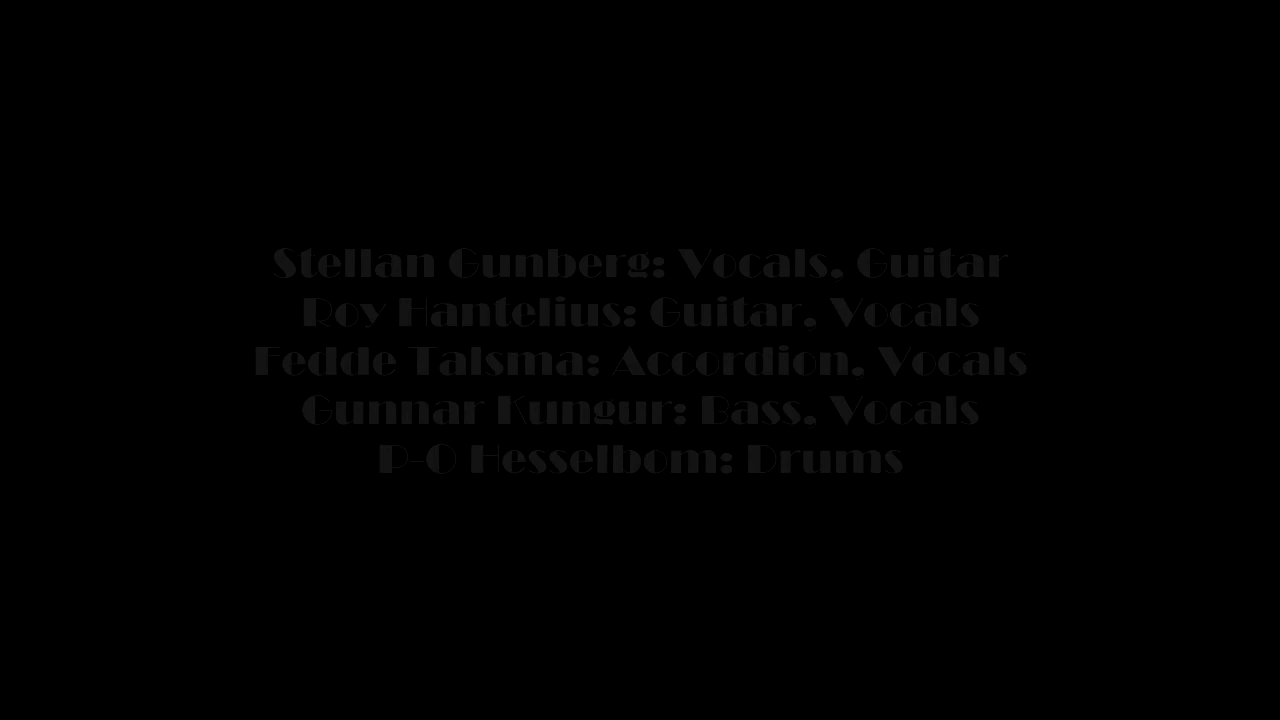 Stellan Gunberg: Vocals, Guitar
Roy Hantelius: Guitar, Vocals
Fedde Talsma: Accordion, Vocals
Gunnar Kungur: Bass, Vocals
P-O Hesselbom: Drums